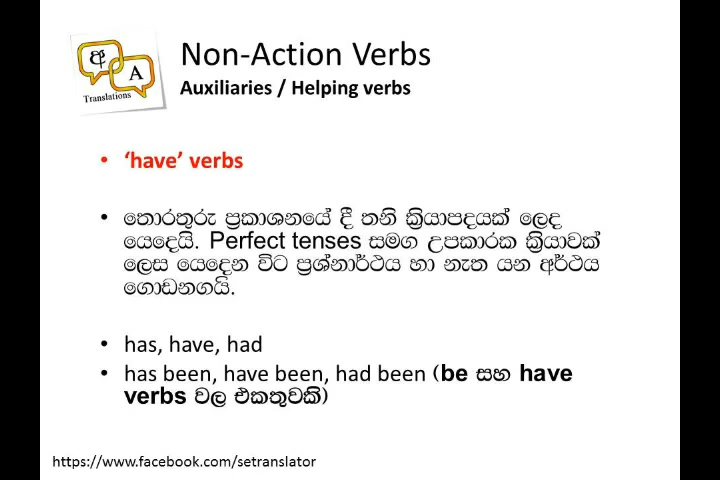 අ
A
Translations
Non-Action Verbs
Auxiliaries / Helping verbs
• ‘have’ verbs
• තොරතුරු ප්‍රකාශනයේ දී තනි ක්‍රියාපදයක් ලෙද
යෙදෙයි. Perfect tenses සමග උපකාරක ක්‍රියාවක්
ලෙස යෙදෙන විට ප්‍රශ්නාර්ථය හා නැත යන අර්ථය
ගොඩනගයි.
• has, have, had
• has been, have been, had been (be සහ have
verbs වල එකතුවකි)
https://www.facebook.com/setranslator